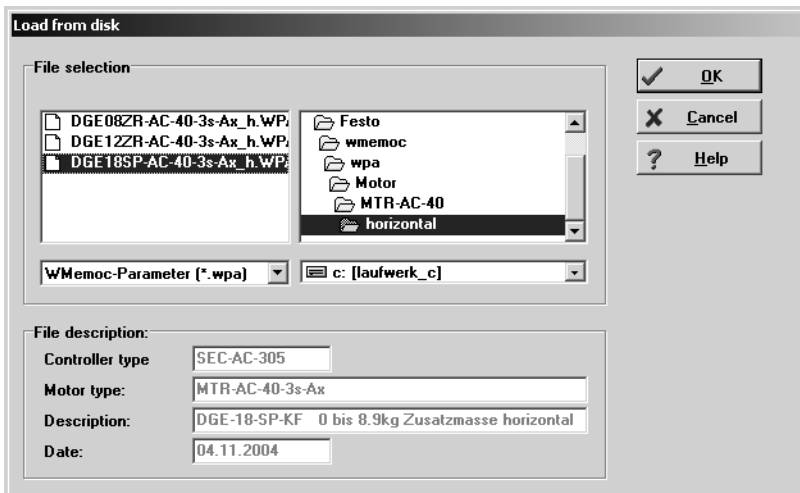 Load from disk
File selection
DGE08ZR-AC-40-3s-Ax_h.WPA
DGE12ZR-AC-40-3s-Ax_h.WPA
DGE18SP-AC-40-3s-Ax_h.WPA
Festo
wmemoc
wpa
Motor
MTR-AC-40
horizontal
WMemoc-Parameter (*.wpa)
c: [laufwerk_c]
OK
Cancel
Help
File description:
Controller type
SEC-AC-305
Motor type:
MTR-AC-40-3s-Ax
Description:
DGE-18-SP-KF 0 bis 8.9kg Zusatzmasse horizontal
Date:
04.11.2004